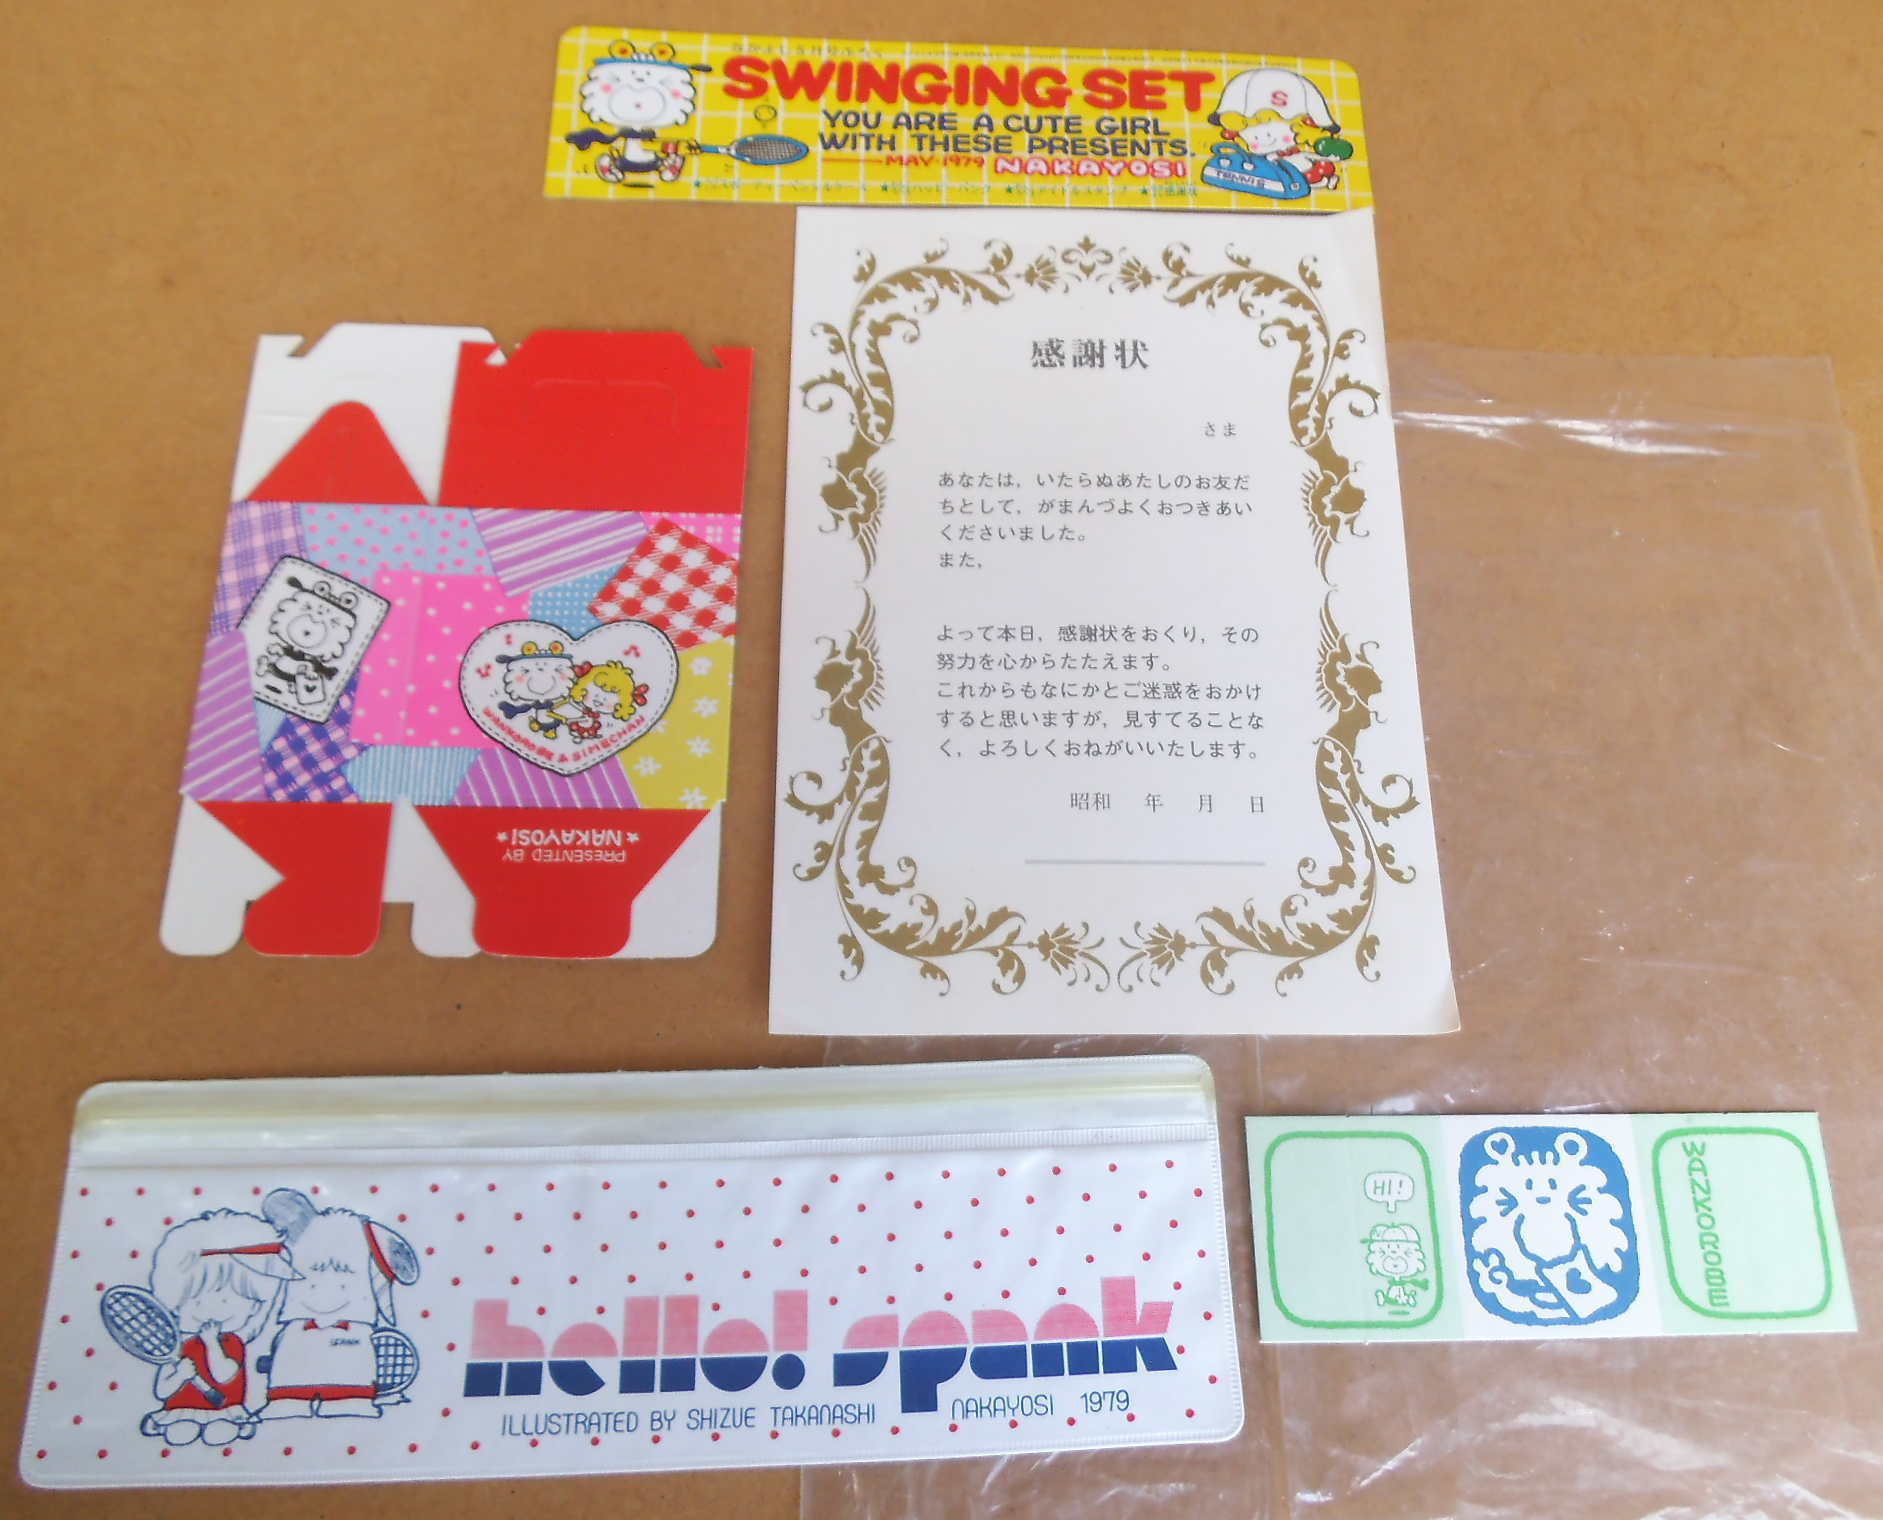 SWINGING SET
YOU ARE A CUTE GIRL
WITH THESE PRESENTS.
MAY 1979 NAKAYOSI
S
TENNIS
感謝状
さま
あなたは，いたらぬあたしのお友だ
ちとして，がまんづよくおつきあい
くださいました。
また，
よって本日，感謝状をおくり，その
努力を心からたたえます。
これからもなにかとご迷惑をおかけ
すると思いますが，見すてることな
く，よろしくおねがいいたします。
昭和 年 月 日
WANKOROBE & SIMECHAN
PRESENTED BY
★NAKAYOSI★
hello! spank
ILLUSTRATED BY SHIZUE TAKANASHI
NAKAYOSI 1979
WANKOROBE